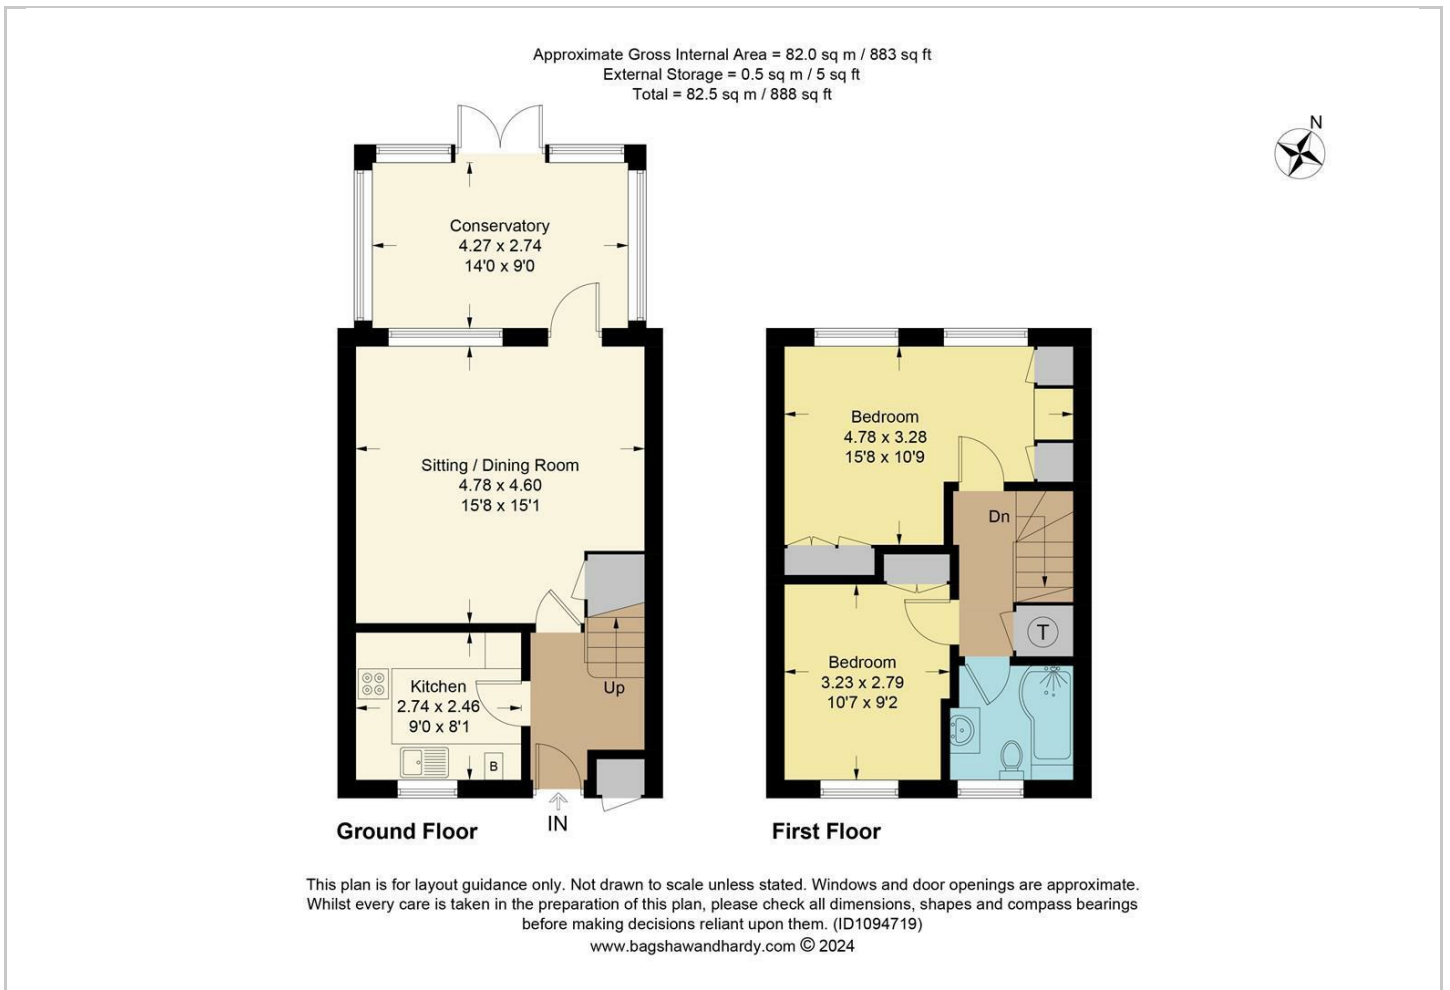 Approximate Gross Internal Area = 82.0 sq m / 883 sq ft
External Storage = 0.5 sq m / 5 sq ft
Total = 82.5 sq m / 888 sq ft
N
Conservatory
4.27 x 2.74
14'0 x 9'0
Sitting / Dining Room
4.78 x 4.60
15'8 x 15'1
Kitchen
2.74 x 2.46
9'0 x 8'1
B
Up
IN
Ground Floor
Bedroom
4.78 x 3.28
15'8 x 10'9
Dn
T
Bedroom
3.23 x 2.79
10'7 x 9'2
First Floor
This plan is for layout guidance only. Not drawn to scale unless stated. Windows and door openings are approximate.
Whilst every care is taken in the preparation of this plan, please check all dimensions, shapes and compass bearings
before making decisions reliant upon them. (ID1094719)
www.bagshawandhardy.com © 2024